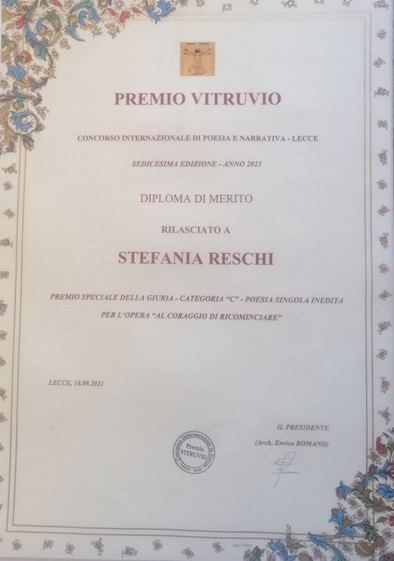 PREMIO VITRUVIO
CONCORSO INTERNAZIONALE DI POESIA E NARRATIVA - LECCE
SEDICESIMA EDIZIONE - ANNO 2021
DIPLOMA DI MERITO
RILASCIATO A
STEFANIA RESCHI
PREMIO SPECIALE DELLA GIURIA - CATEGORIA "C" - POESIA SINGOLA INEDITA
PER L'OPERA "AL CORAGGIO DI RICOMINCIARE"
LECCE, 18.09.2021
IL PRESIDENTE
(Arch. Enrico ROMANO)
Premio
VITRUVIO